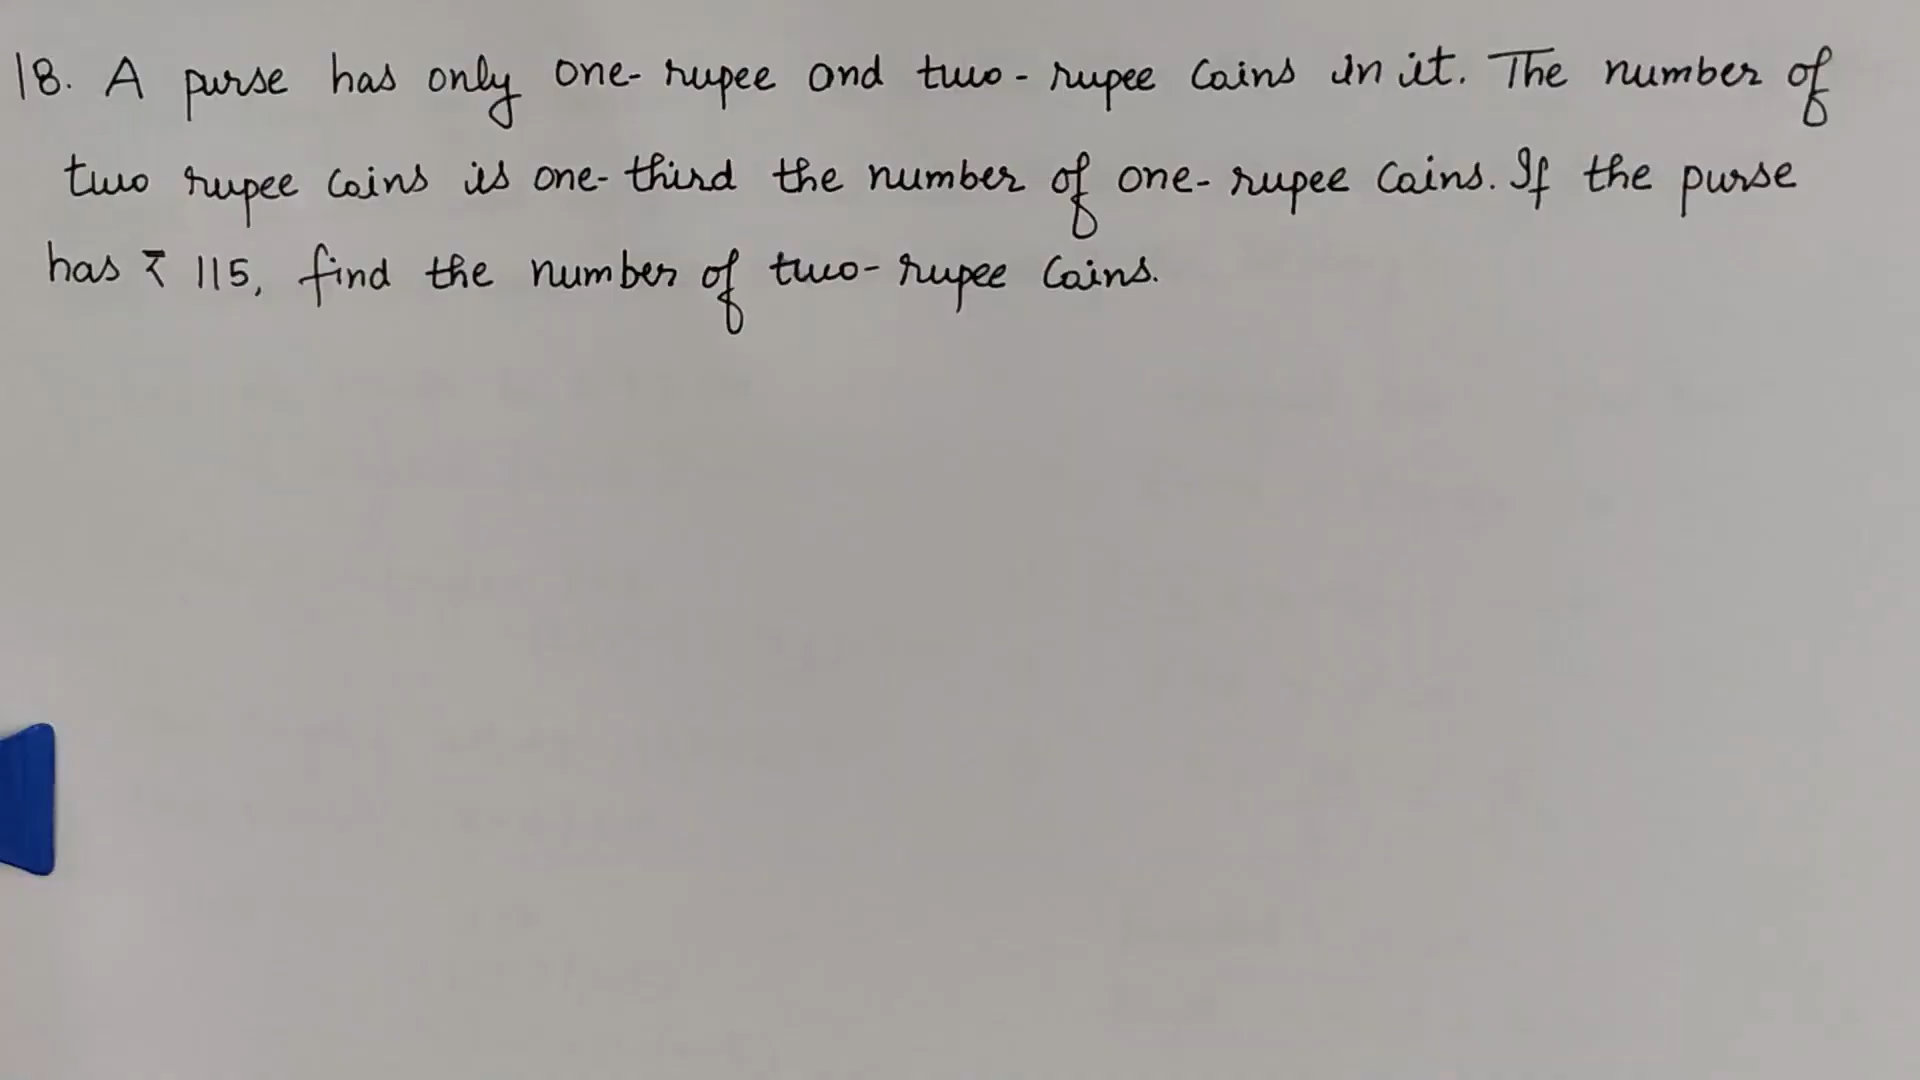 18. A purse has only one-rupee and two-rupee coins in it. The number of
two rupee coins is one-third the number of one-rupee coins. If the purse
has ₹ 115, find the number of two-rupee coins.